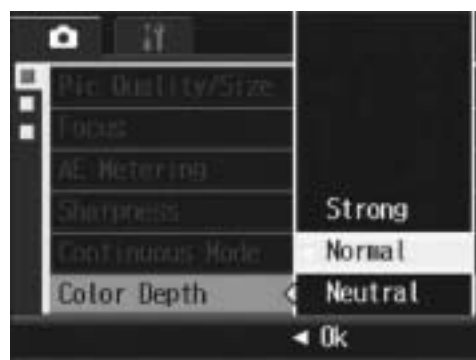 Pic Quality/Size
Focus
AE Metering
Sharpness
Continuous Mode
Color Depth
Strong
Normal
Neutral
◄ Ok